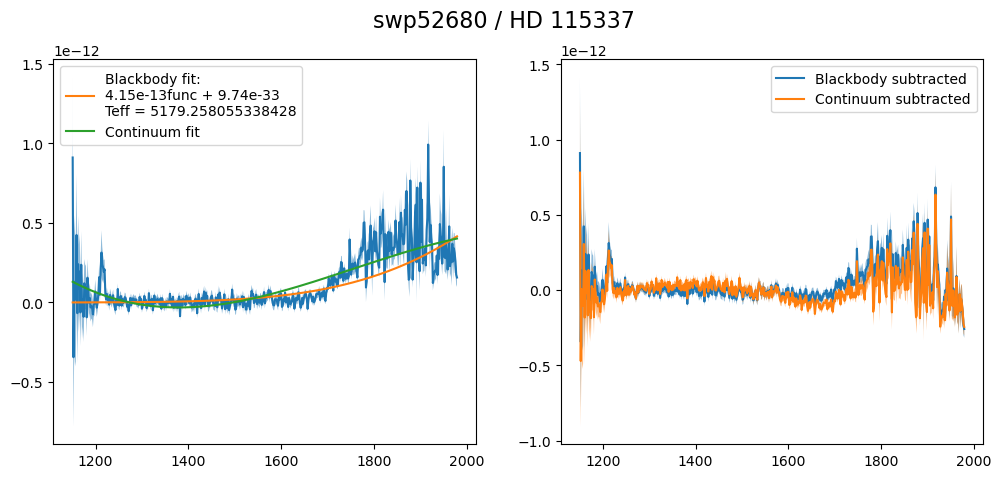 swp52680 / HD 115337
1e−12
1.5
1.0
0.5
0.0
−0.5
1200
1400
1600
1800
2000
Blackbody fit:
4.15e-13func + 9.74e-33
Teff = 5179.258055338428
Continuum fit
1e−12
1.5
1.0
0.5
0.0
−0.5
−1.0
1200
1400
1600
1800
2000
Blackbody subtracted
Continuum subtracted